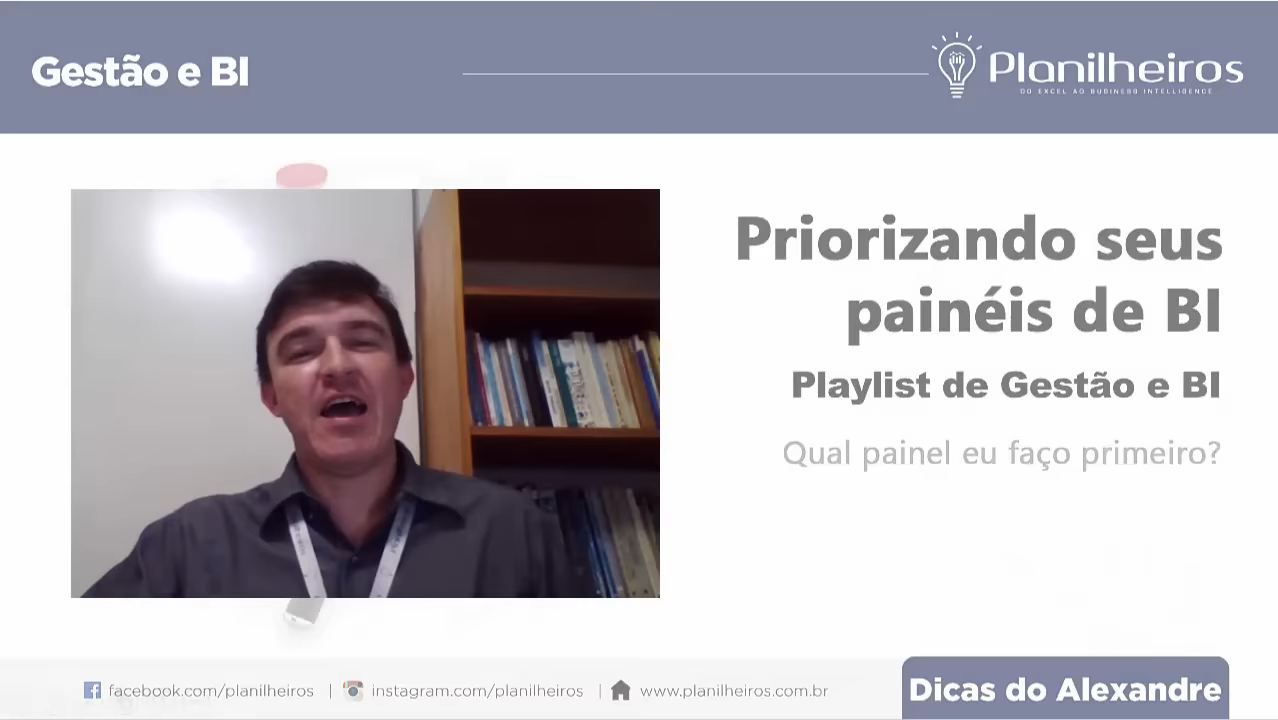 Gestão e BI
Planilheiros
DO EXCEL AO BUSINESS INTELLIGENCE
Priorizando seus
painéis de BI
Playlist de Gestão e BI
Qual painel eu faço primeiro?
facebook.com/planilheiros | instagram.com/planilheiros | www.planilheiros.com.br
Dicas do Alexandre